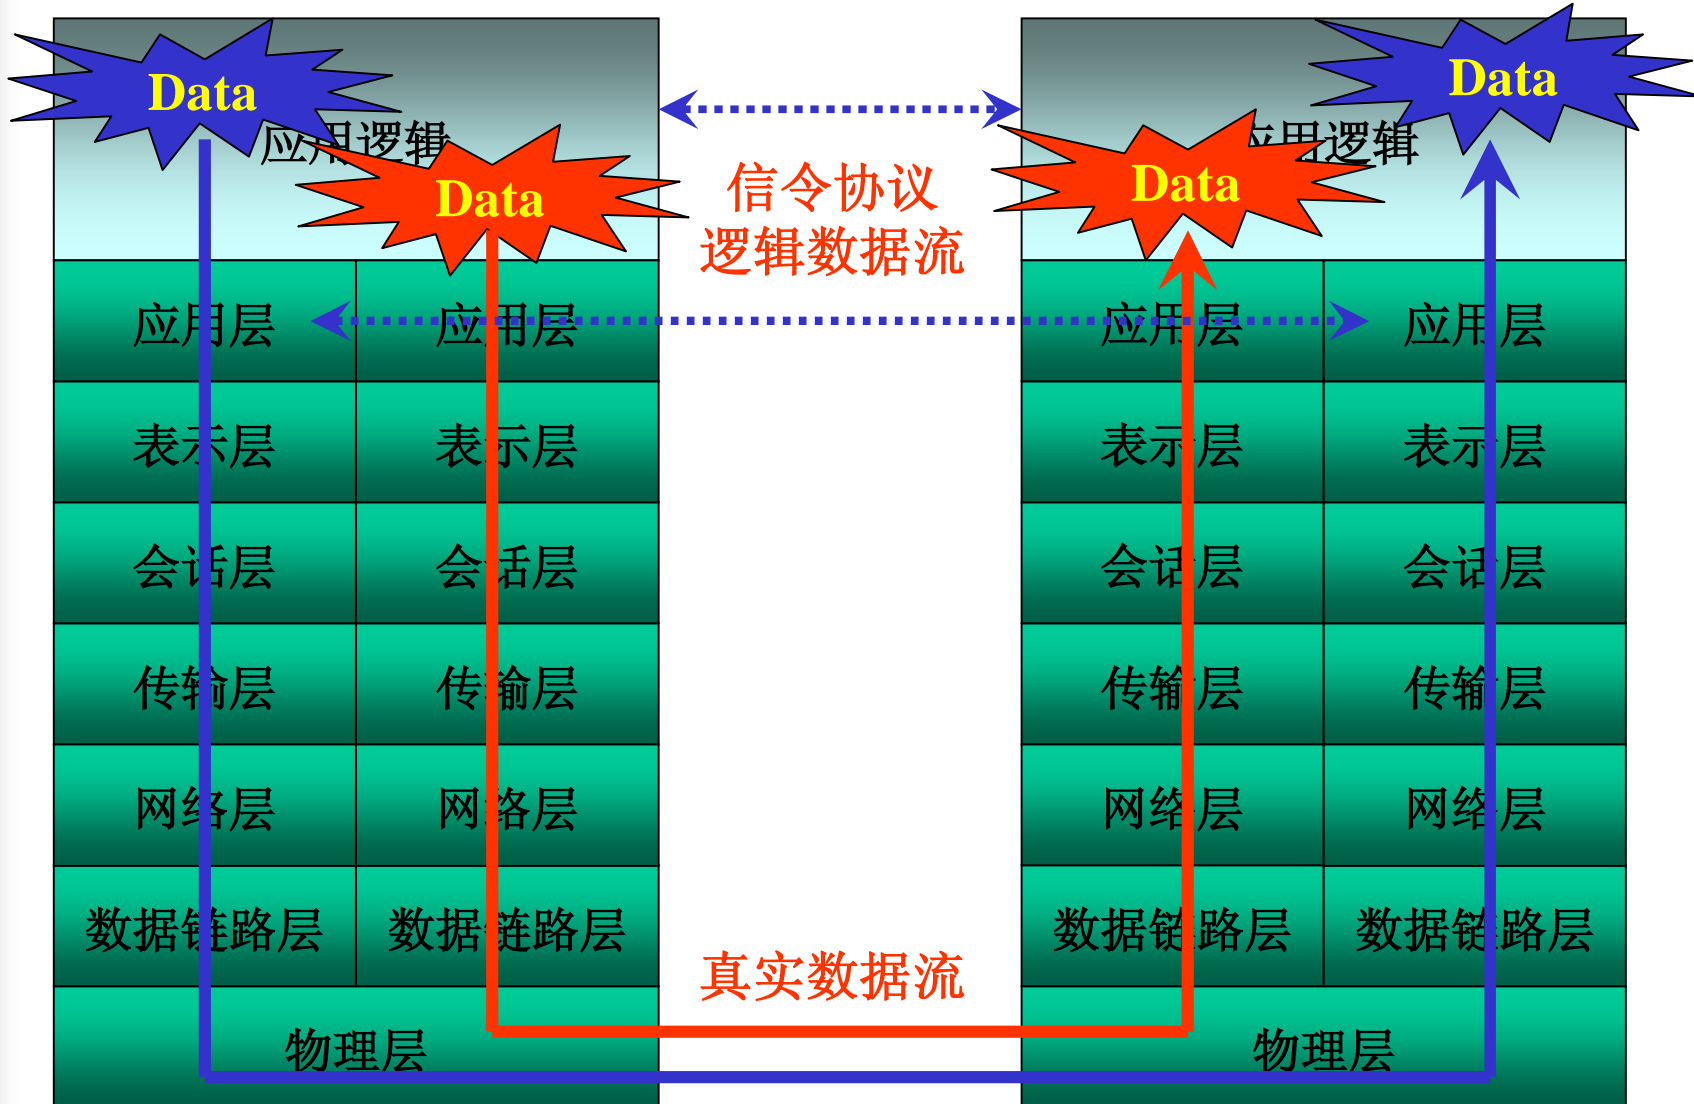 Data
Data
应用逻辑
应用逻辑
Data
Data
信令协议
逻辑数据流
应用层
应用层
应用层
应用层
表示层
表示层
表示层
表示层
会话层
会话层
会话层
会话层
传输层
传输层
传输层
传输层
网络层
网络层
网络层
网络层
数据链路层
数据链路层
数据链路层
数据链路层
真实数据流
物理层
物理层